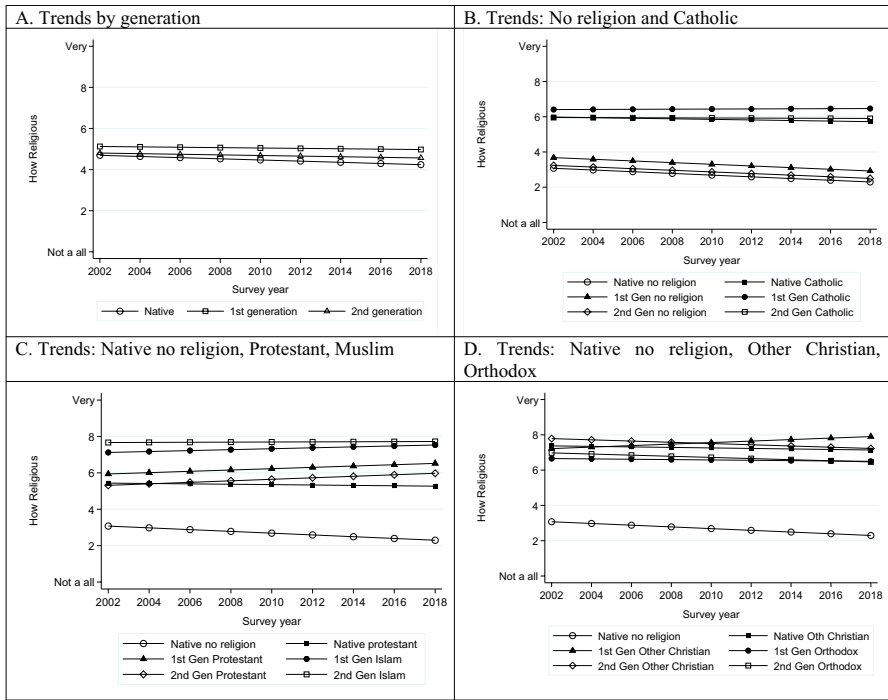 A. Trends by generation
Very
8
6
4
2
Not a all
How Religious
2002 2004 2006 2008 2010 2012 2014 2016 2018
Survey year
Native 1st generation 2nd generation
B. Trends: No religion and Catholic
Very
8
6
4
2
Not a all
How Religious
2002 2004 2006 2008 2010 2012 2014 2016 2018
Survey year
Native no religion Native Catholic
1st Gen no religion 1st Gen Catholic
2nd Gen no religion 2nd Gen Catholic
C. Trends: Native no religion, Protestant, Muslim
Very
8
6
4
2
Not a all
How Religious
2002 2004 2006 2008 2010 2012 2014 2016 2018
Survey year
Native no religion Native protestant
1st Gen Protestant 1st Gen Islam
2nd Gen Protestant 2nd Gen Islam
D. Trends: Native no religion, Other Christian,
Orthodox
Very
8
6
4
2
Not a all
How Religious
2002 2004 2006 2008 2010 2012 2014 2016 2018
Survey year
Native no religion Native Oth Christian
1st Gen Other Christian 1st Gen Orthodox
2nd Gen Other Christian 2nd Gen Orthodox